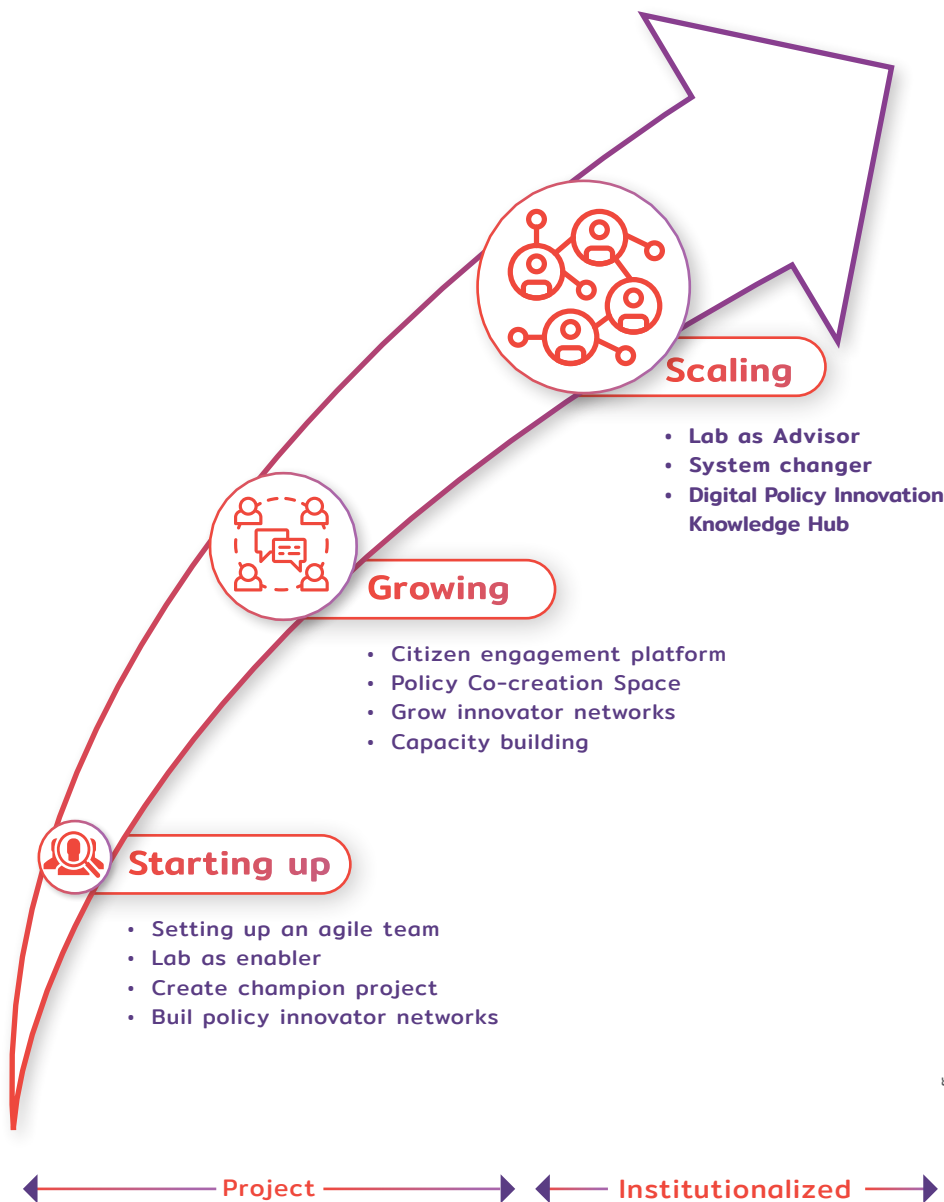 Scaling
• Lab as Advisor
• System changer
• Digital Policy Innovation
Knowledge Hub
Growing
• Citizen engagement platform
• Policy Co-creation Space
• Grow innovator networks
• Capacity building
Starting up
• Setting up an agile team
• Lab as enabler
• Create champion project
• Buil policy innovator networks
Project
Institutionalized